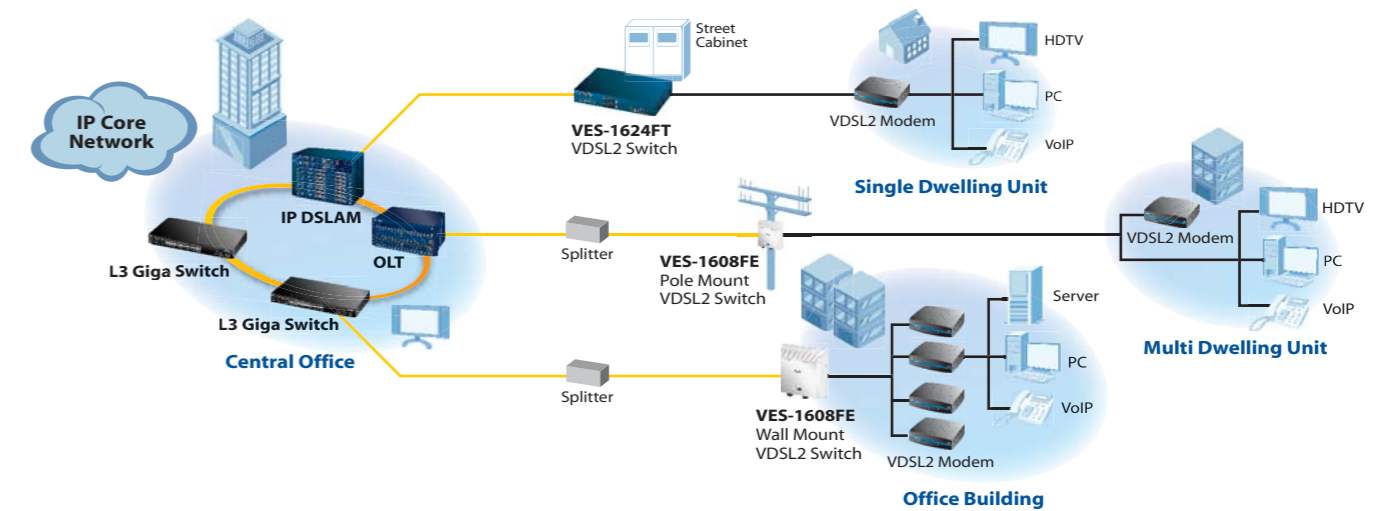 IP Core
Network
IP DSLAM
OLT
L3 Giga Switch
L3 Giga Switch
Central Office
Street
Cabinet
VES-1624FT
VDSL2 Switch
VDSL2 Modem
HDTV
PC
VoIP
Single Dwelling Unit
Splitter
VES-1608FE
Pole Mount
VDSL2 Switch
VDSL2 Modem
HDTV
PC
VoIP
Multi Dwelling Unit
Splitter
VES-1608FE
Wall Mount
VDSL2 Switch
VDSL2 Modem
Server
PC
VoIP
Office Building